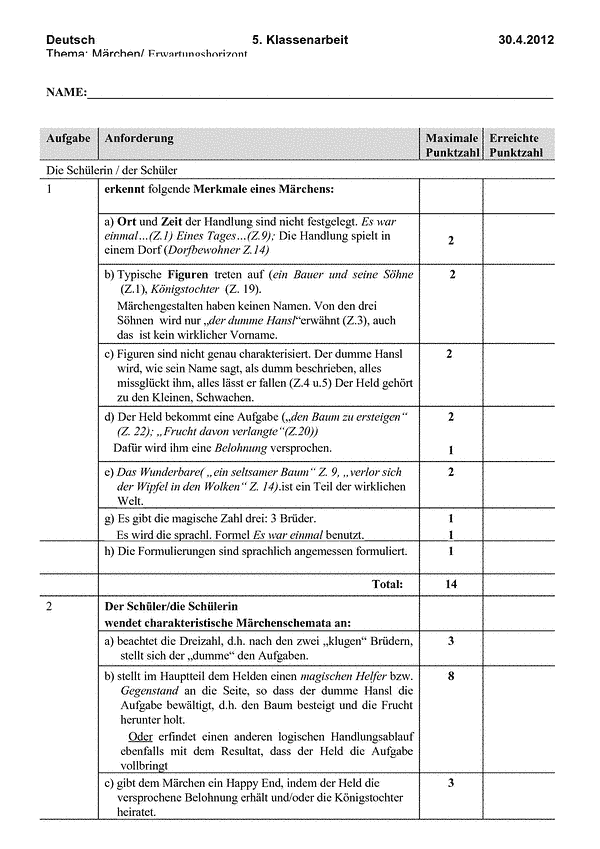 Deutsch 5. Klassenarbeit 30.4.2012
Thema: Märchen/ Erwartungshorizont
NAME:
Aufgabe Anforderung Maximale Erreichte
Punktzahl Punktzahl
Die Schülerin / der Schüler
1 erkennt folgende Merkmale eines Märchens:
a) Ort und Zeit der Handlung sind nicht festgelegt. Es war
einmal…(Z.1) Eines Tages…(Z.9); Die Handlung spielt in
einem Dorf (Dorfbewohner Z.14)
2
b) Typische Figuren treten auf (ein Bauer und seine Söhne 2
(Z.1), Königstochter (Z. 19).
Märchengestalten haben keinen Namen. Von den drei
Söhnen wird nur „der dumme Hansl“erwähnt (Z.3), auch
das ist kein wirklicher Vorname.
c) Figuren sind nicht genau charakterisiert. Der dumme Hansl 2
wird, wie sein Name sagt, als dumm beschrieben, alles
missglückt ihm, alles lässt er fallen (Z.4 u.5) Der Held gehört
zu den Kleinen, Schwachen.
d) Der Held bekommt eine Aufgabe („den Baum zu ersteigen“ 2
(Z. 22); „Frucht davon verlangte“(Z.20))
Dafür wird ihm eine Belohnung versprochen. 1
e) Das Wunderbare( „ein seltsamer Baum“ Z. 9, „verlor sich 2
der Wipfel in den Wolken“ Z. 14).ist ein Teil der wirklichen
Welt.
g) Es gibt die magische Zahl drei: 3 Brüder. 1
Es wird die sprachl. Formel Es war einmal benutzt. 1
h) Die Formulierungen sind sprachlich angemessen formuliert. 1
Total: 14
2 Der Schüler/die Schülerin
wendet charakteristische Märchenschemata an:
a) beachtet die Dreizahl, d.h. nach den zwei „klugen“ Brüdern, 3
stellt sich der „dumme“ den Aufgaben.
b) stellt im Hauptteil dem Helden einen magischen Helfer bzw. 8
Gegenstand an die Seite, so dass der dumme Hansl die
Aufgabe bewältigt, d.h. den Baum besteigt und die Frucht
herunter holt.
Oder erfindet einen anderen logischen Handlungsablauf
ebenfalls mit dem Resultat, dass der Held die Aufgabe
vollbringt
c) gibt dem Märchen ein Happy End, indem der Held die 3
versprochene Belohnung erhält und/oder die Königstochter
heiratet.